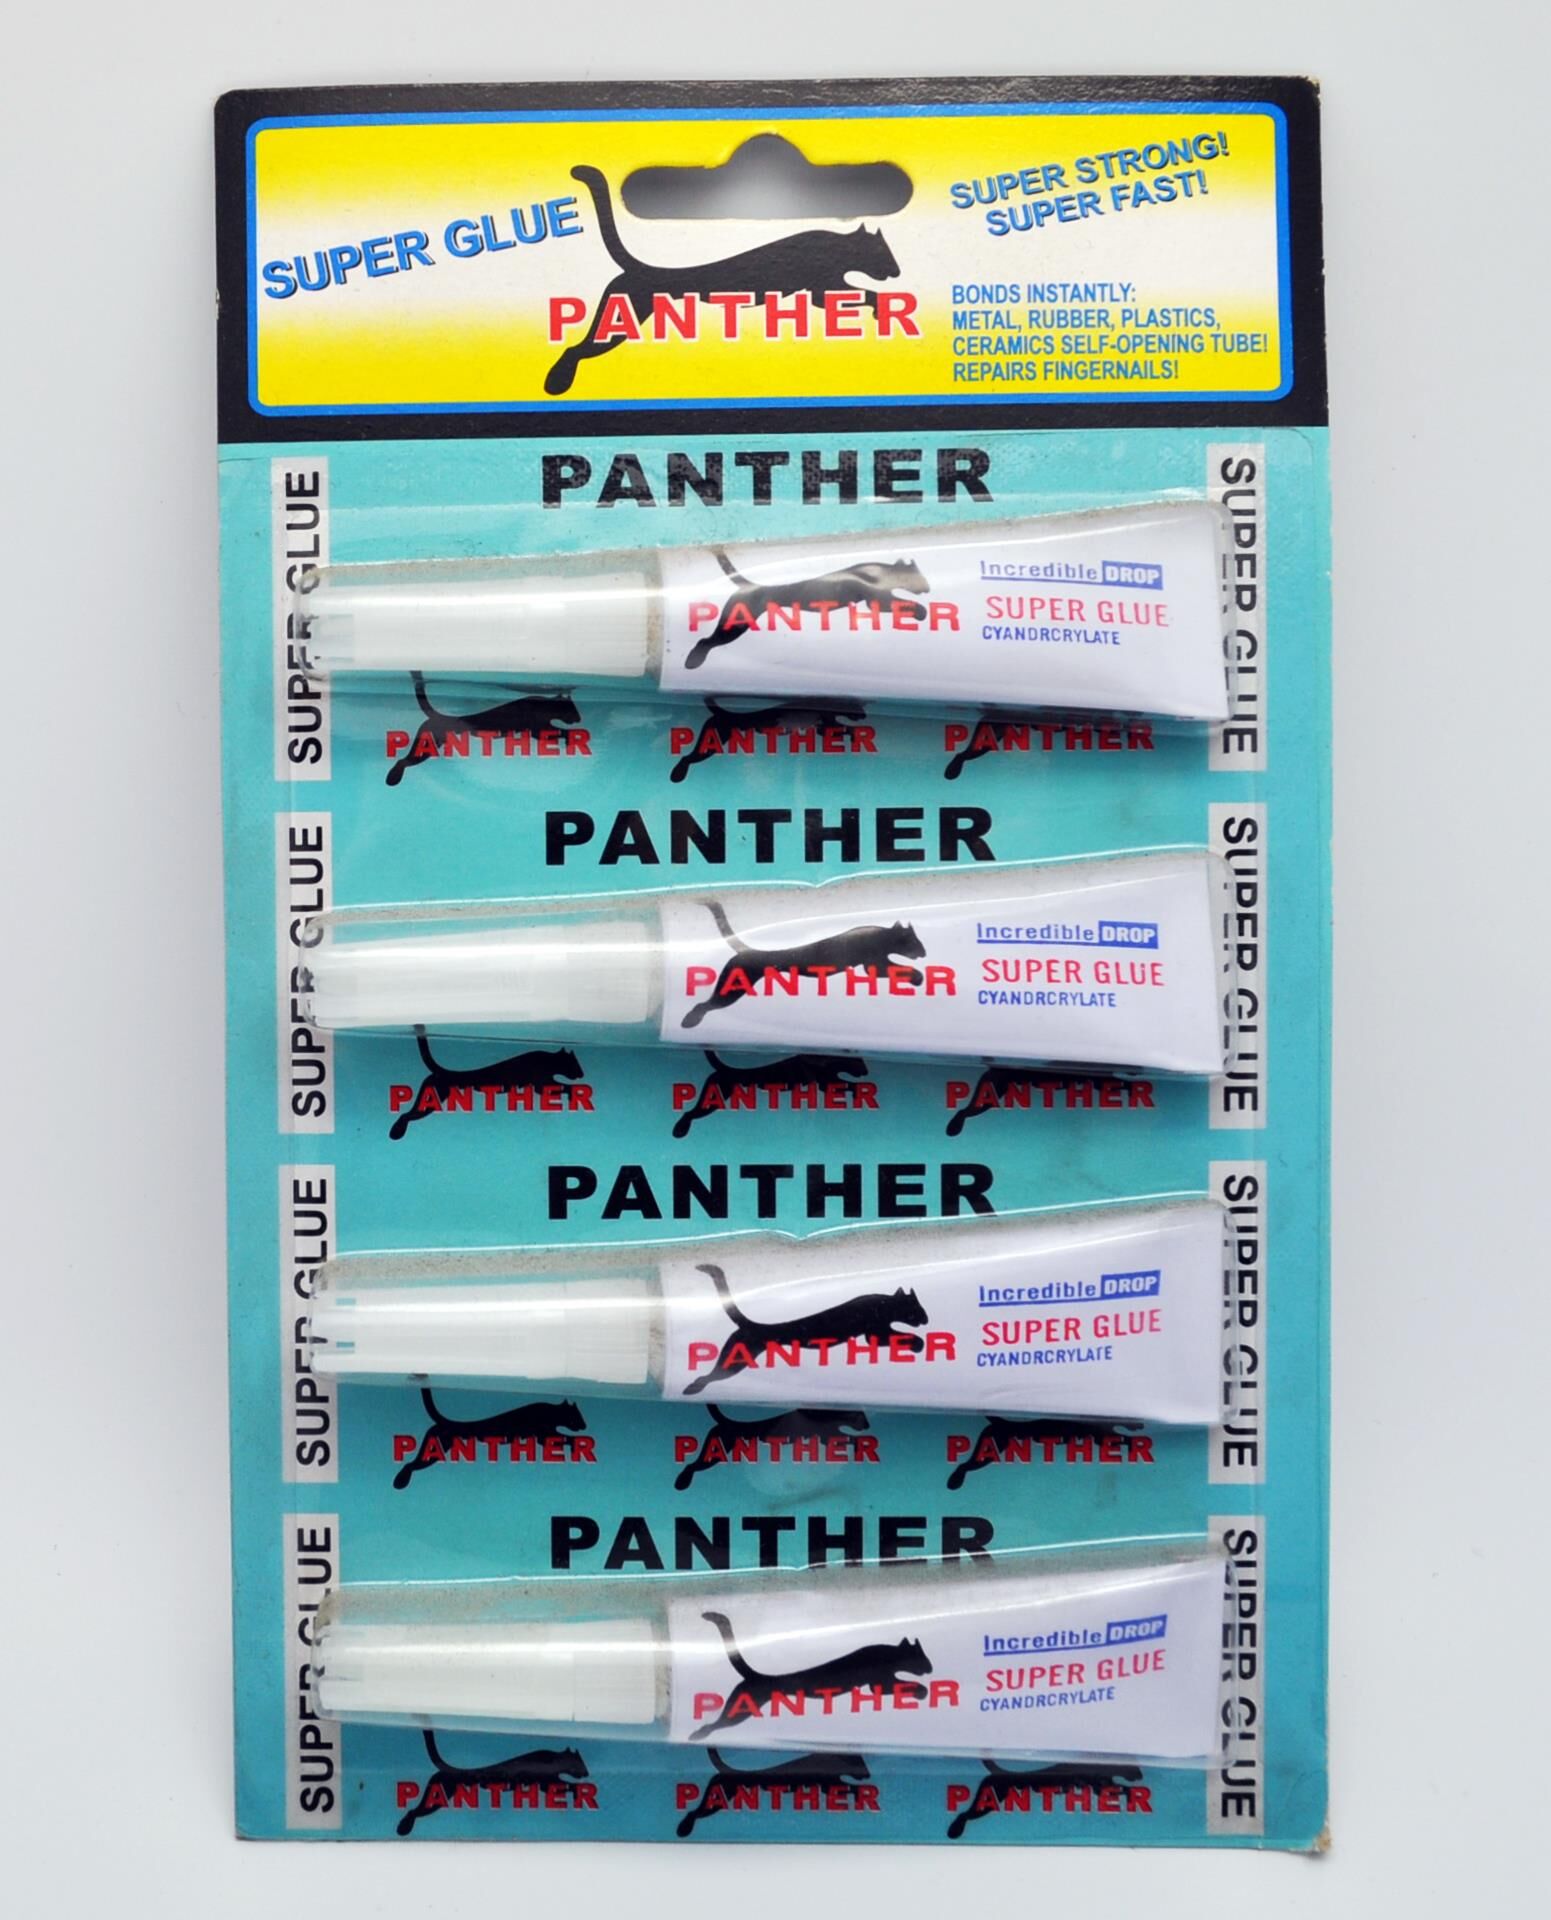 SUPER GLUE
PANTHER
SUPER STRONG!
SUPER FAST!
BONDS INSTANTLY:
METAL, RUBBER, PLASTICS,
CERAMICS SELF-OPENING TUBE!
REPAIRS FINGERNAILS!
PANTHER
SUPER GLUE
PANTHER
Incredible DROP
SUPER GLUE
CYANDRCRYLATE
SUPER GLUE
PANTHER PANTHER PANTHER
PANTHER
SUPER GLUE
PANTHER
Incredible DROP
SUPER GLUE
CYANDRCRYLATE
SUPER GLUE
PANTHER PANTHER PANTHER
PANTHER
SUPER GLUE
PANTHER
Incredible DROP
SUPER GLUE
CYANDRCRYLATE
SUPER GLUE
PANTHER PANTHER PANTHER
PANTHER
SUPER GLUE
PANTHER
Incredible DROP
SUPER GLUE
CYANDRCRYLATE
SUPER GLUE
PANTHER PANTHER PANTHER